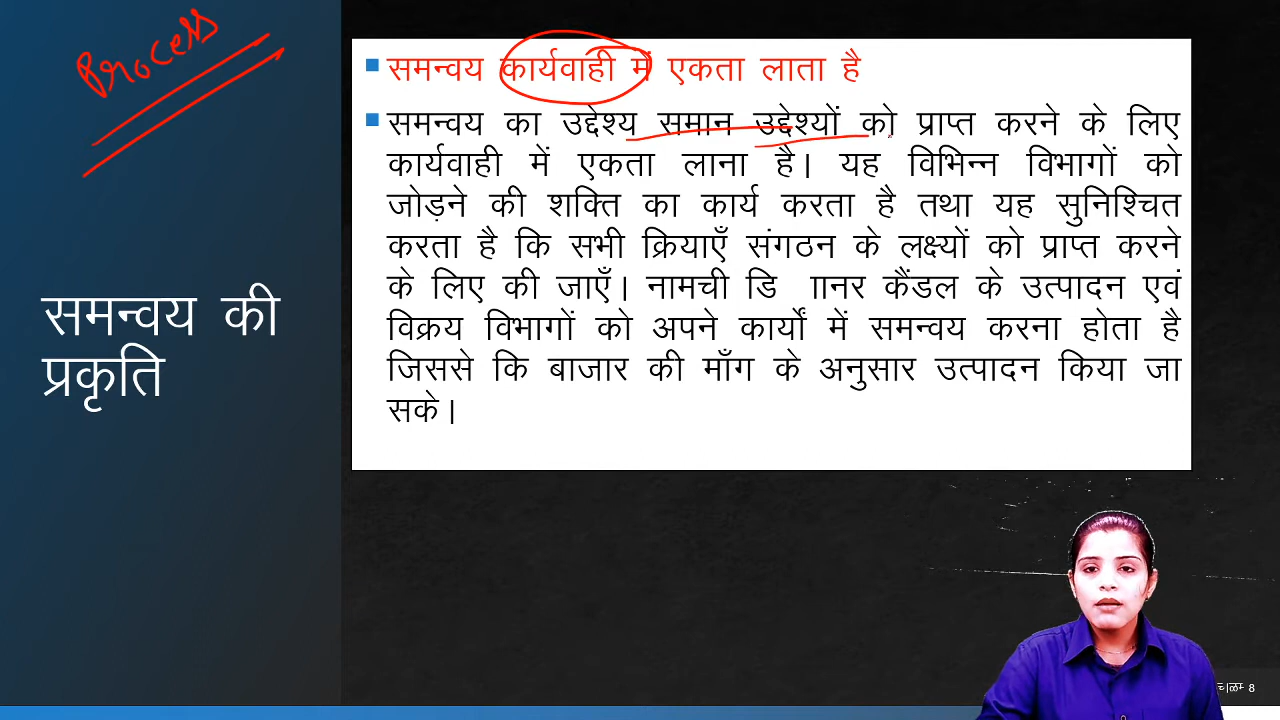 Process
समन्वय की
प्रकृति
समन्वय कार्यवाही में एकता लाता है
समन्वय का उद्देश्य समान उद्देश्यों को प्राप्त करने के लिए
कार्यवाही में एकता लाना है। यह विभिन्न विभागों को
जोड़ने की शक्ति का कार्य करता है तथा यह सुनिश्चित
करता है कि सभी क्रियाएँ संगठन के लक्ष्यों को प्राप्त करने
के लिए की जाएँ। नामची डि ाानर कैंडल के उत्पादन एवं
विक्रय विभागों को अपने कार्यों में समन्वय करना होता है
जिससे कि बाजार की माँग के अनुसार उत्पादन किया जा
सके।
8